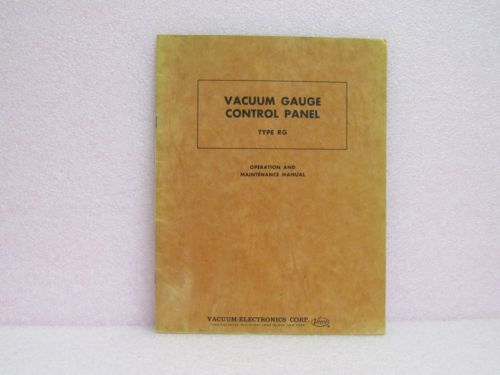 VACUUM GAUGE
CONTROL PANEL
TYPE RG
OPERATION AND
MAINTENANCE MANUAL
VACUUM-ELECTRONICS CORP.